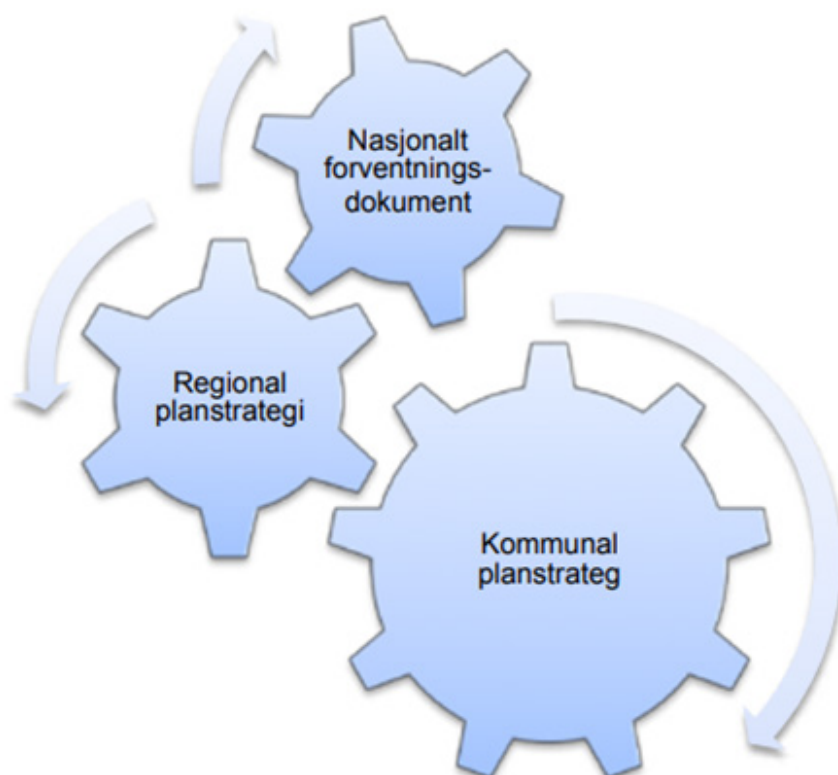 Nasjonalt
forventnings-
dokument
Regional
planstrategi
Kommunal
planstrateg